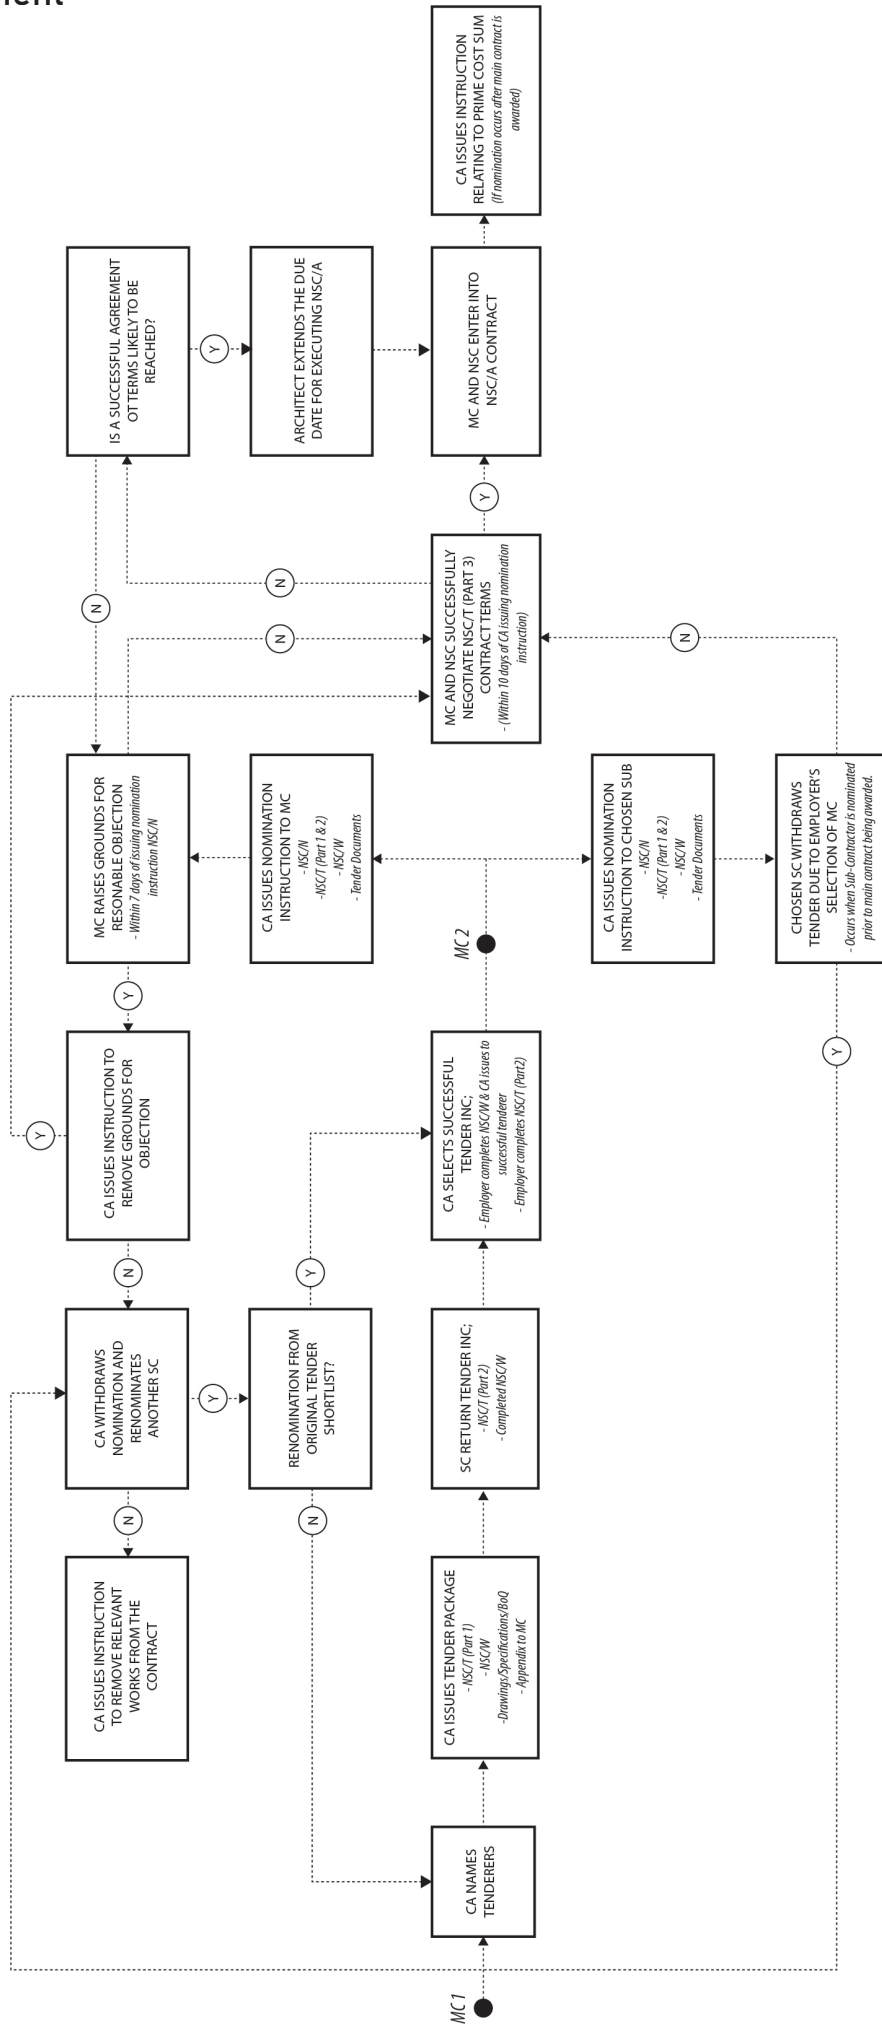 ment
MC1
CA NAMES
TENDERERS
CA ISSUES TENDER PACKAGE
- NSC/T (Part 1)
- NSC/W
-Drawings/Specifications/BoQ
- Appendix to MC
SC RETURN TENDER INC;
- NSC/T (Part 2)
- Completed NSC/W
CA SELECTS SUCCESSFUL
TENDER INC;
- Employer completes NSC/W & CA issues to
successful tenderer
- Employer completes NSC/T (Part2)
MC 2
CA ISSUES NOMINATION
INSTRUCTION TO MC
- NSC/N
-NSC/T (Part 1 & 2)
- NSC/W
- Tender Documents
CA ISSUES NOMINATION
INSTRUCTION TO CHOSEN SUB
- NSC/N
-NSC/T (Part 1 & 2)
- NSC/W
- Tender Documents
CHOSEN SC WITHDRAWS
TENDER DUE TO EMPLOYER'S
SELECTION OF MC
- Occurs when Sub-Contractor is nominated
prior to main contract being awarded.
Y
N
MC RAISES GROUNDS FOR
RESONABLE OBJECTION
- Within 7 days of issuing nomination
instruction NSC/N
Y
N
CA ISSUES INSTRUCTION TO
REMOVE GROUNDS FOR
OBJECTION
Y
N
CA WITHDRAWS
NOMINATION AND
RENOMINATES
ANOTHER SC
N
Y
CA ISSUES INSTRUCTION
TO REMOVE RELEVANT
WORKS FROM THE
CONTRACT
RENOMINATION FROM
ORIGINAL TENDER
SHORTLIST?
N
Y
MC AND NSC SUCCESSFULLY
NEGOTIATE NSC/T (PART 3)
CONTRACT TERMS
- (Within 10 days of CA issuing nomination
instruction)
N
Y
IS A SUCCESSFUL AGREEMENT
OT TERMS LIKELY TO BE
REACHED?
N
Y
ARCHITECT EXTENDS THE DUE
DATE FOR EXECUTING NSC/A
MC AND NSC ENTER INTO
NSC/A CONTRACT
CA ISSUES INSTRUCTION
RELATING TO PRIME COST SUM
(If nomination occurs after main contract is
awarded)